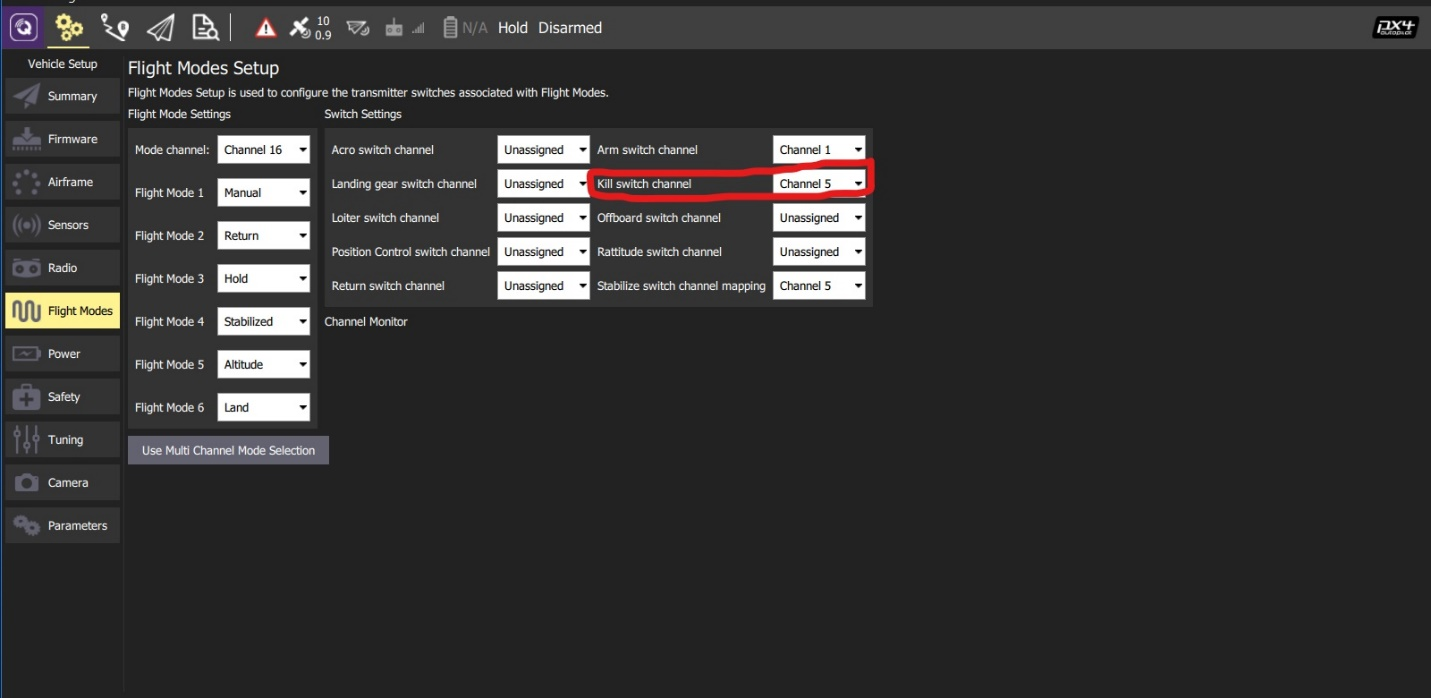 10
0.9
N/A Hold Disarmed
px4
autopilot
Vehicle Setup
Summary
Firmware
Airframe
Sensors
Radio
Flight Modes
Power
Safety
Tuning
Camera
Parameters
Flight Modes Setup
Flight Modes Setup is used to configure the transmitter switches associated with Flight Modes.
Flight Mode Settings
Mode channel: Channel 16
Flight Mode 1 Manual
Flight Mode 2 Return
Flight Mode 3 Hold
Flight Mode 4 Stabilized
Flight Mode 5 Altitude
Flight Mode 6 Land
Use Multi Channel Mode Selection
Switch Settings
Acro switch channel Unassigned Arm switch channel Channel 1
Landing gear switch channel Unassigned Kill switch channel Channel 5
Loiter switch channel Unassigned Offboard switch channel Unassigned
Position Control switch channel Unassigned Rattitude switch channel Unassigned
Return switch channel Unassigned Stabilize switch channel mapping Channel 5
Channel Monitor